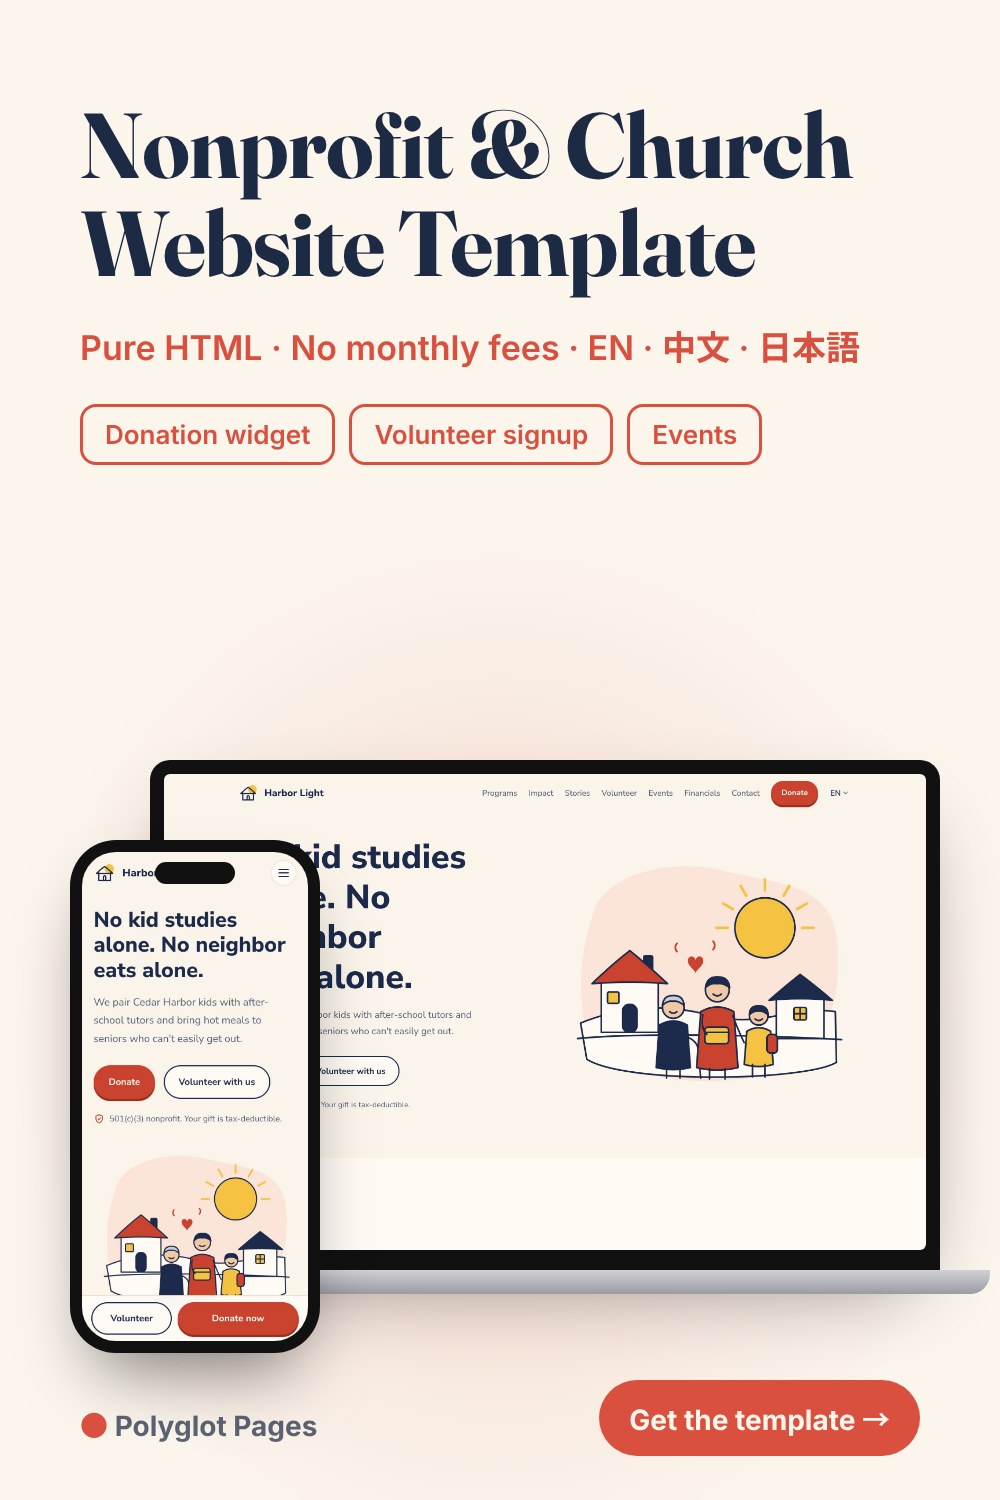 Nonprofit & Church
Website Template
Pure HTML · No monthly fees · EN · 中文 · 日本語
Donation widget
Volunteer signup
Events
Harbor Light
Programs Impact Stories Volunteer Events Financials Contact Donate EN
kid studies
No
alone.
kids with after-school tutors and
seniors who can't easily get out.
Volunteer with us
Your gift is tax-deductible.
No kid studies
alone. No neighbor
eats alone.
We pair Cedar Harbor kids with after-
school tutors and bring hot meals to
seniors who can't easily get out.
Donate
Volunteer with us
501(c)(3) nonprofit. Your gift is tax-deductible.
Volunteer
Donate now
Polyglot Pages
Get the template →